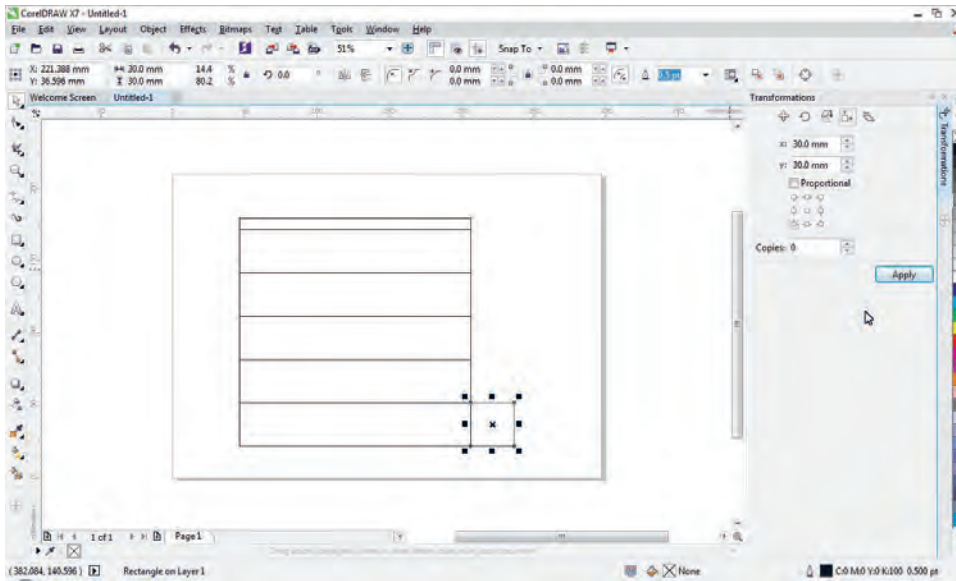 CorelDRAW X7 - Untitled-1
File Edit View Layout Object Effects Bitmaps Text Table Tools Window Help
51% Snap To
X: 221.388 mm 30.0 mm 14.4 % 0.0 ° 0.0 mm 0.0 mm 0.5 pt
Y: 36.596 mm 30.0 mm 80.2 % 0.0 mm 0.0 mm
Welcome Screen Untitled-1 Transformations
Transformations
x: 30.0 mm
y: 30.0 mm
Proportional
Copies: 0
Apply
1 of 1 Page 1
(382.084, 140.596 ) Rectangle on Layer 1 None C:0 M:0 Y:0 K:100 0.500 pt